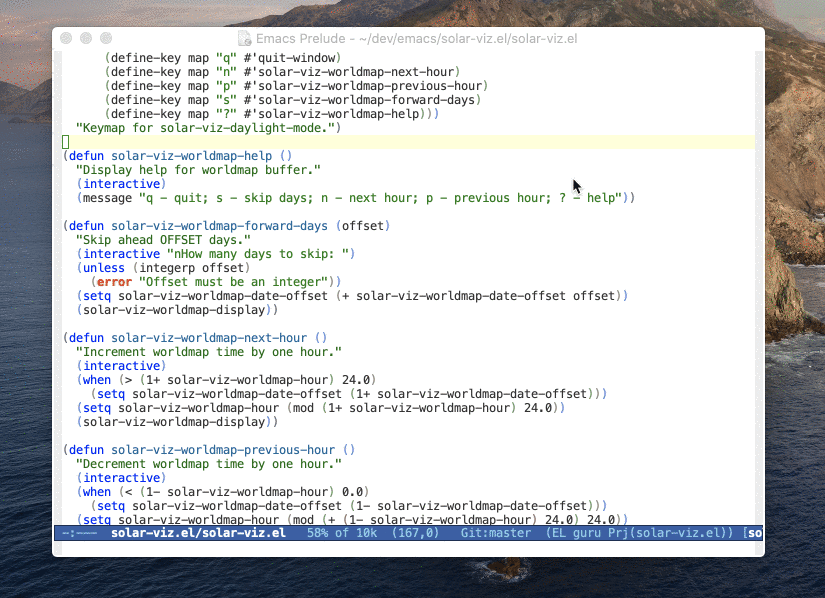 Emacs Prelude - ~/dev/emacs/solar-viz.el/solar-viz.el
(define-key map "q" #'quit-window)
(define-key map "n" #'solar-viz-worldmap-next-hour)
(define-key map "p" #'solar-viz-worldmap-previous-hour)
(define-key map "s" #'solar-viz-worldmap-forward-days)
(define-key map "?" #'solar-viz-worldmap-help)))
"Keymap for solar-viz-daylight-mode.")
(defun solar-viz-worldmap-help ()
"Display help for worldmap buffer."
(interactive)
(message "q - quit; s - skip days; n - next hour; p - previous hour; ? - help"))
(defun solar-viz-worldmap-forward-days (offset)
"Skip ahead OFFSET days."
(interactive "nHow many days to skip: ")
(unless (integerp offset)
(error "Offset must be an integer"))
(setq solar-viz-worldmap-date-offset (+ solar-viz-worldmap-date-offset offset))
(solar-viz-worldmap-display))
(defun solar-viz-worldmap-next-hour ()
"Increment worldmap time by one hour."
(interactive)
(when (> (1+ solar-viz-worldmap-hour) 24.0)
(setq solar-viz-worldmap-date-offset (1+ solar-viz-worldmap-date-offset)))
(setq solar-viz-worldmap-hour (mod (1+ solar-viz-worldmap-hour) 24.0))
(solar-viz-worldmap-display))
(defun solar-viz-worldmap-previous-hour ()
"Decrement worldmap time by one hour."
(interactive)
(when (< (1- solar-viz-worldmap-hour) 0.0)
(setq solar-viz-worldmap-date-offset (1- solar-viz-worldmap-date-offset)))
(setq solar-viz-worldmap-hour (mod (+ (1- solar-viz-worldmap-hour) 24.0) 24.0))
-:--- solar-viz.el/solar-viz.el 58% of 10k (167,0) Git:master (EL guru Prj(solar-viz.el)) [so